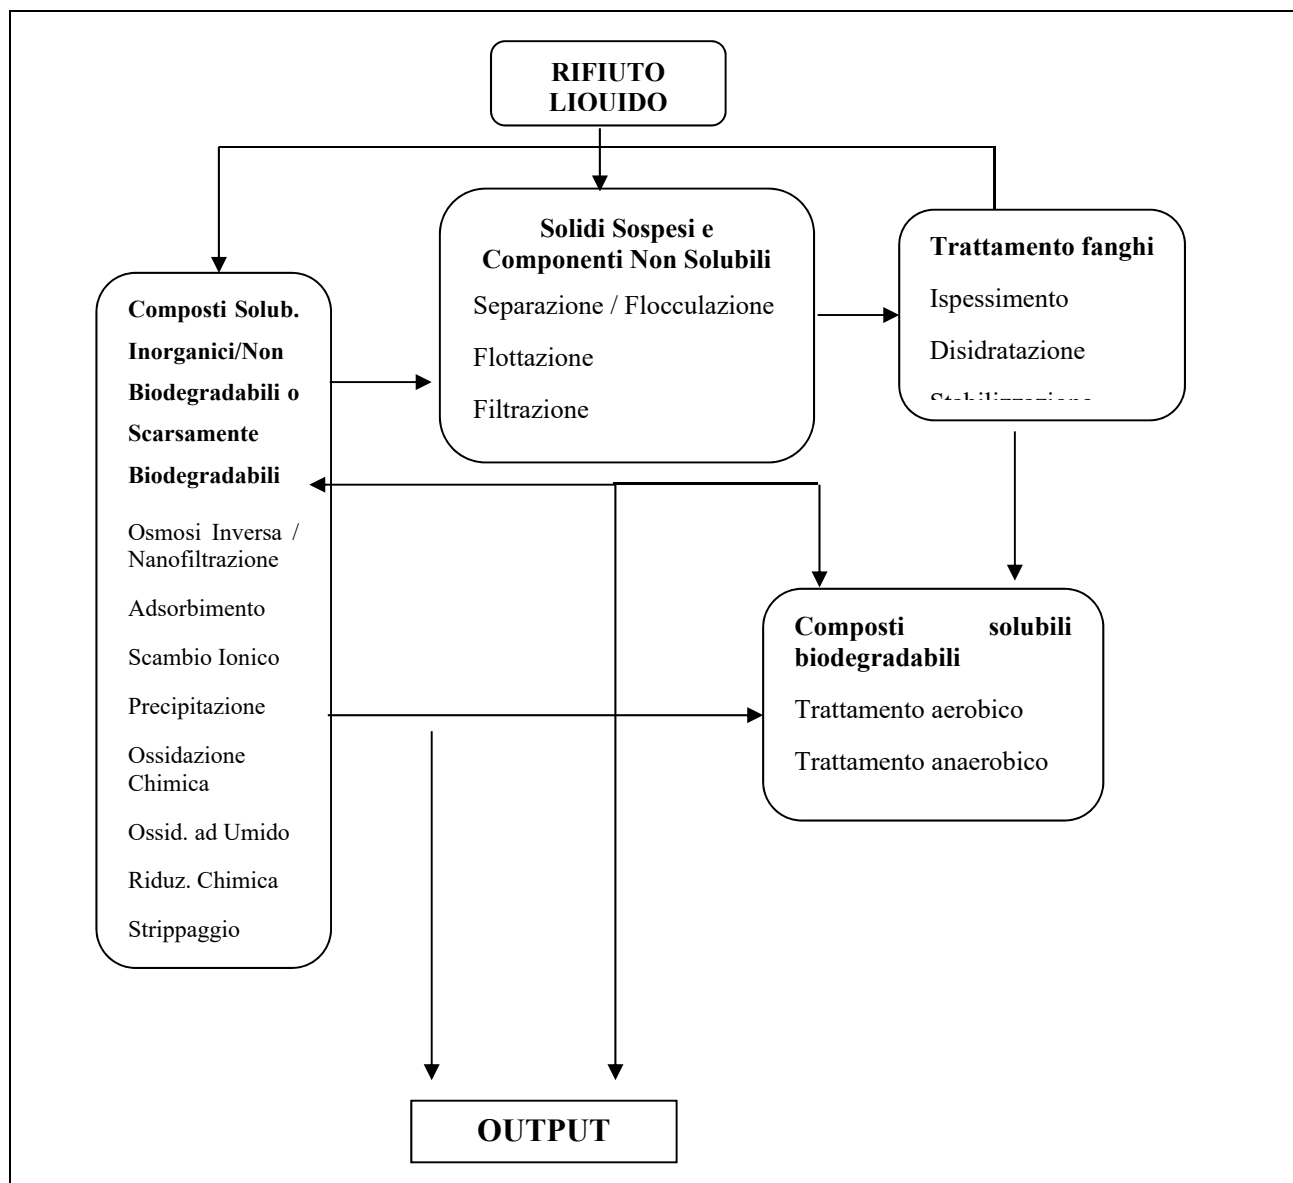 RIFIUTO
LIOUIDO
Solidi Sospesi e
Componenti Non Solubili
Separazione / Flocculazione
Flottazione
Filtrazione
Trattamento fanghi
Ispessimento
Disidratazione
Stabilizzazione
Composti Solub.
Inorganici/Non
Biodegradabili o
Scarsamente
Biodegradabili
Osmosi Inversa /
Nanofiltrazione
Adsorbimento
Scambio Ionico
Precipitazione
Ossidazione
Chimica
Ossid. ad Umido
Riduz. Chimica
Strippaggio
Composti solubili
biodegradabili
Trattamento aerobico
Trattamento anaerobico
OUTPUT